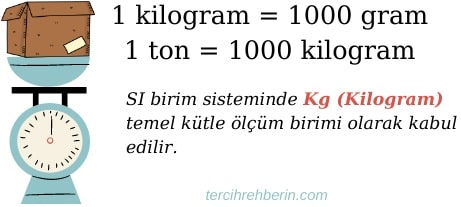 1 kilogram = 1000 gram
1 ton = 1000 kilogram
SI birim sisteminde Kg (Kilogram)
temel kütle ölçüm birimi olarak kabul
edilir.
tercihrehberin.com